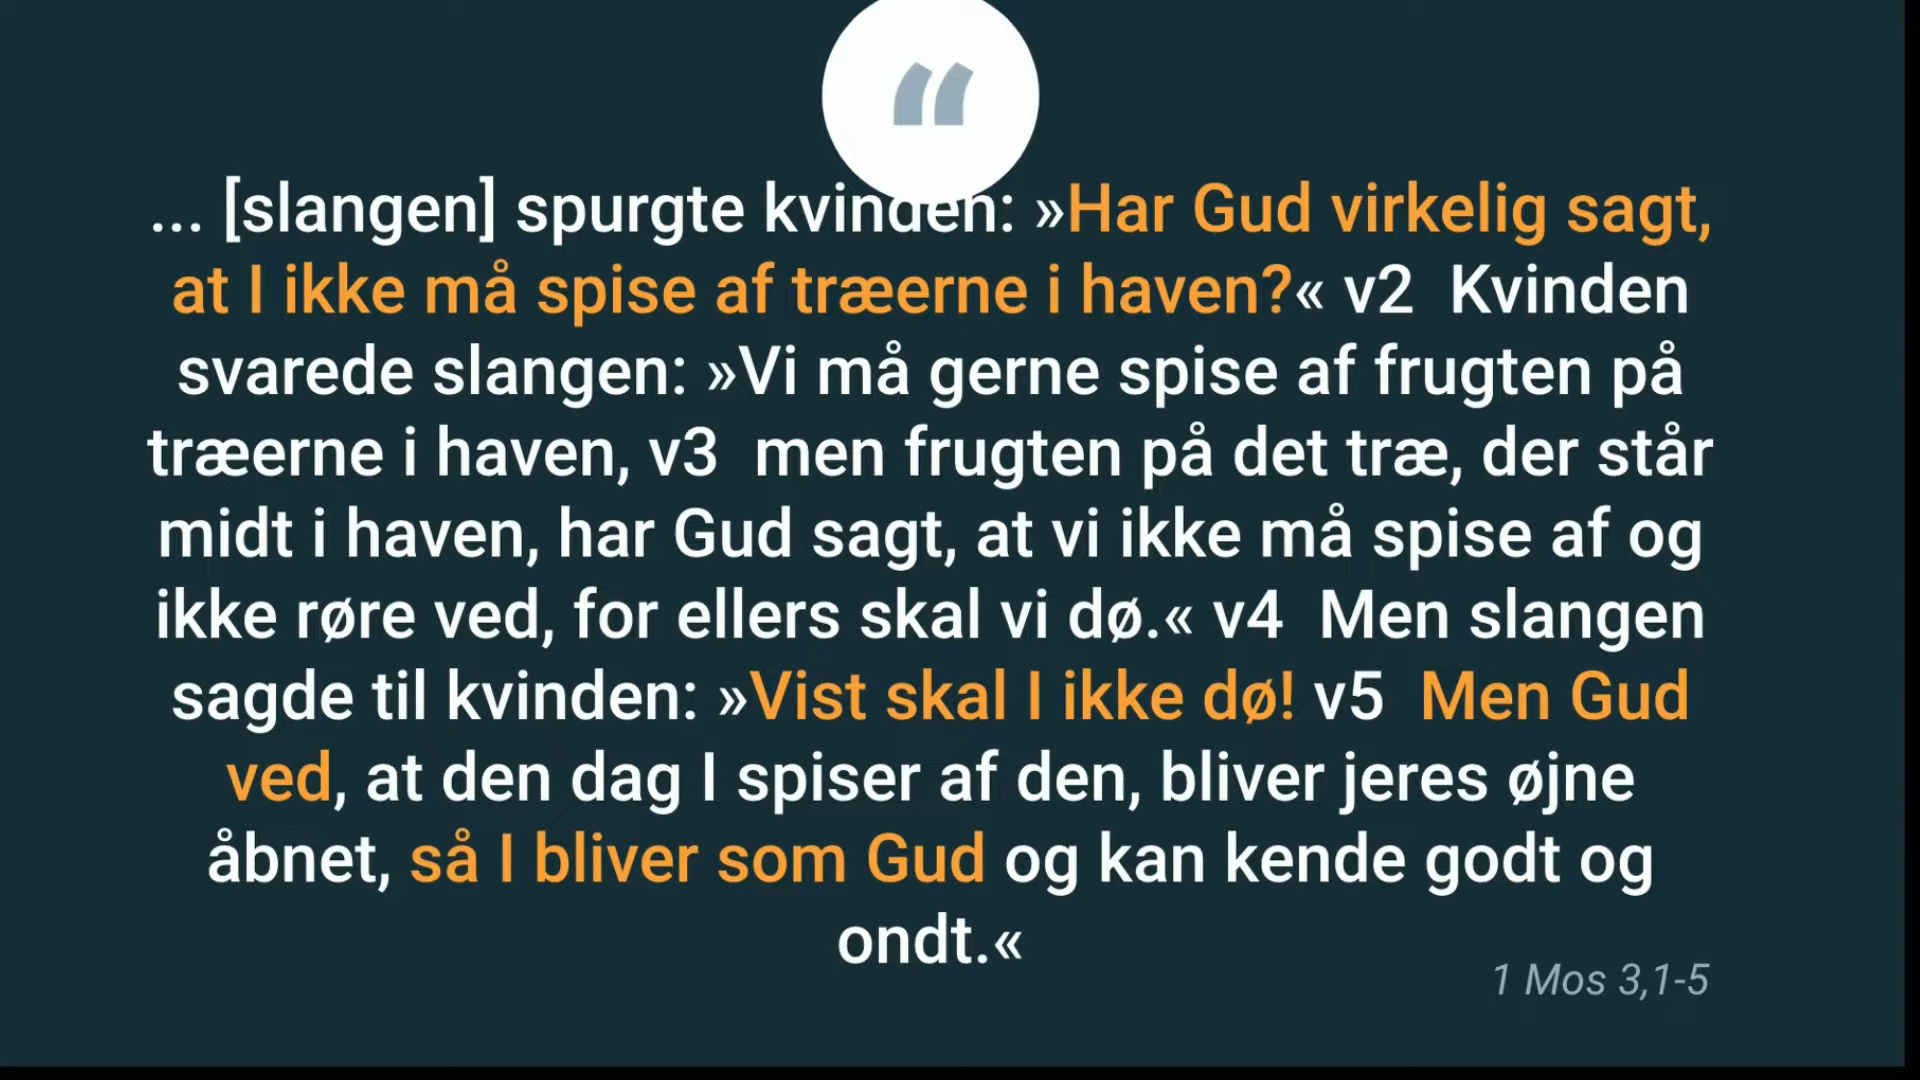 “
... [slangen] spurgte kvinden: »Har Gud virkelig sagt,
at I ikke må spise af træerne i haven?« v2 Kvinden
svarede slangen: »Vi må gerne spise af frugten på
træerne i haven, v3 men frugten på det træ, der står
midt i haven, har Gud sagt, at vi ikke må spise af og
ikke røre ved, for ellers skal vi dø.« v4 Men slangen
sagde til kvinden: »Vist skal I ikke dø! v5 Men Gud
ved, at den dag I spiser af den, bliver jeres øjne
åbnet, så I bliver som Gud og kan kende godt og
ondt.«
1 Mos 3,1-5